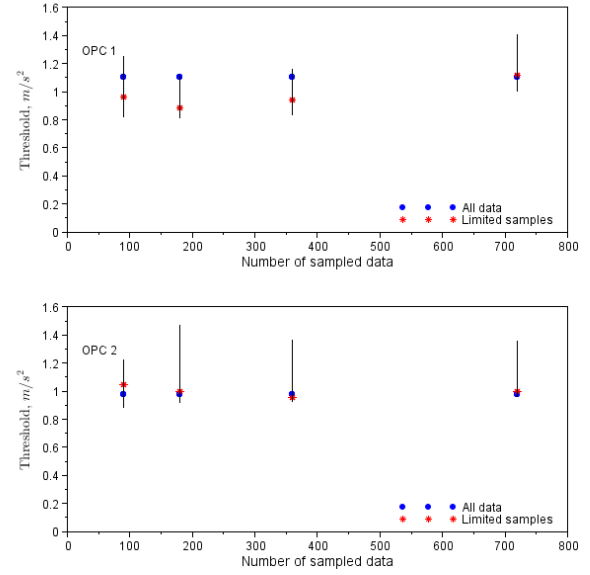 1.6
1.4
1.2
1
0.8
0.6
0.4
0.2
0
Threshold, m/s²
OPC 1
All data
Limited samples
0 100 200 300 400 500 600 700 800
Number of sampled data
1.6
1.4
1.2
1
0.8
0.6
0.4
0.2
0
Threshold, m/s²
OPC 2
All data
Limited samples
0 100 200 300 400 500 600 700 800
Number of sampled data